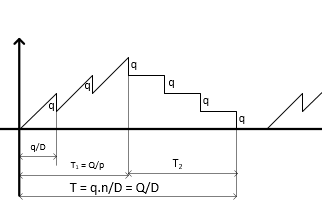 q
q
q
q
q
q
q/D
T₁ = Q/p
T₂
T = q.n/D = Q/D